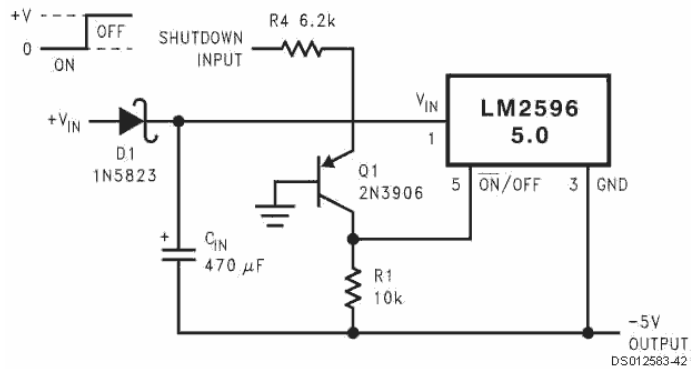 +V
OFF
0
ON
R4 6.2k
SHUTDOWN
INPUT
+VIN
D1
1N5823
VIN
1
LM2596
5.0
Q1
2N3906
5
ON/OFF
3
GND
+
CIN
470 μF
R1
10k
-5V
OUTPUT
DS012583-42